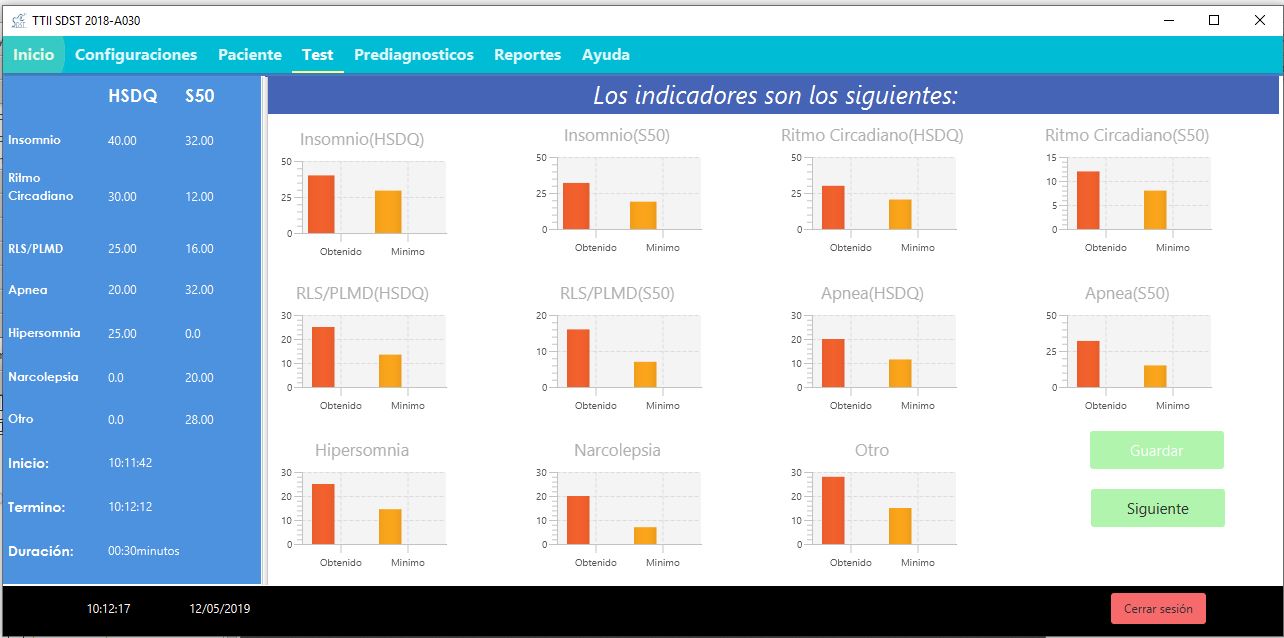 TTII SDST 2018-A030
Inicio Configuraciones Paciente Test Prediagnosticos Reportes Ayuda
HSDQ S50
Insomnio 40.00 32.00
Ritmo
Circadiano 30.00 12.00
RLS/PLMD 25.00 16.00
Apnea 20.00 32.00
Hipersomnia 25.00 0.0
Narcolepsia 0.0 20.00
Otro 0.0 28.00
Inicio: 10:11:42
Termino: 10:12:12
Duración: 00:30minutos
Los indicadores son los siguientes:
Insomnio(HSDQ)
50
25
0
Obtenido Minimo
Insomnio(S50)
50
25
0
Obtenido Minimo
Ritmo Circadiano(HSDQ)
50
25
0
Obtenido Minimo
Ritmo Circadiano(S50)
15
10
5
0
Obtenido Minimo
RLS/PLMD(HSDQ)
30
20
10
0
Obtenido Minimo
RLS/PLMD(S50)
20
10
0
Obtenido Minimo
Apnea(HSDQ)
30
20
10
0
Obtenido Minimo
Apnea(S50)
50
25
0
Obtenido Minimo
Hipersomnia
30
20
10
0
Obtenido Minimo
Narcolepsia
30
20
10
0
Obtenido Minimo
Otro
30
20
10
0
Obtenido Minimo
Guardar
Siguiente
10:12:17 12/05/2019
Cerrar sesión